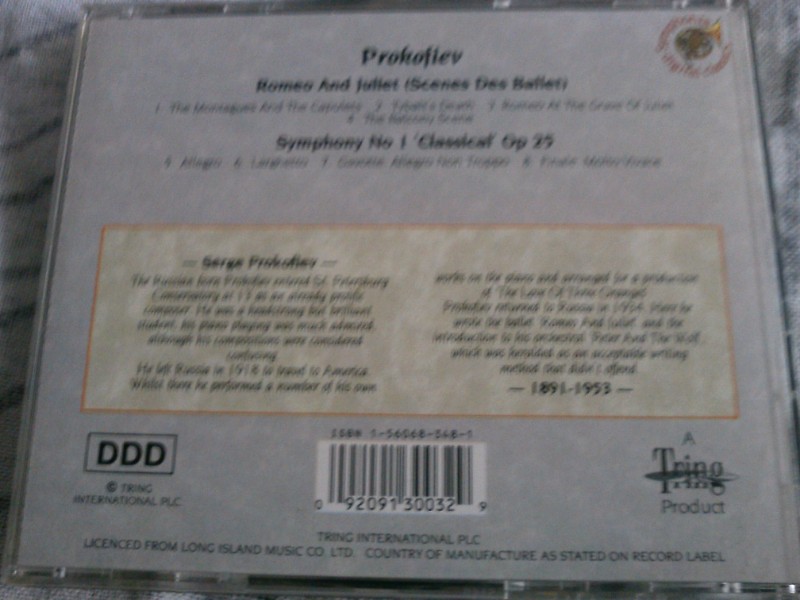 Prokofiev
Romeo And Juliet (Scenes Des Ballet)
1 The Montagues And The Capulets 2 Tybalt's Death 3 Romeo At The Grave Of Juliet
4 The Balcony Scene
Symphony No 1 'Classical' Op 25
5 Allegro 6 Larghetto 7 Gavotte: Allegro Non Troppo 8 Finale: Molto Vivace
— Serge Prokofiev —
The Russian born Prokofiev entered St. Petersburg
Conservatory at 13 as an already prolific
composer. He was a headstrong but brilliant
student, his piano playing was much admired,
although his compositions were considered
confusing.
He left Russia in 1918 to travel to America.
Whilst there he performed a number of his own
works on the piano and arranged for a production
of 'The Love Of Three Oranges'.
Prokofiev returned to Russia in 1934. Here he
wrote the ballet 'Romeo And Juliet' and the
introduction to his orchestra, 'Peter And The Wolf',
which was heralded as an acceptable writing
method that didn't offend.
— 1891-1953 —
DDD
© TRING
INTERNATIONAL PLC
ISBN 1-56068-548-1
0 92091 30032 9
A
Tring
Product
TRING INTERNATIONAL PLC
LICENCED FROM LONG ISLAND MUSIC CO. LTD. COUNTRY OF MANUFACTURE AS STATED ON RECORD LABEL